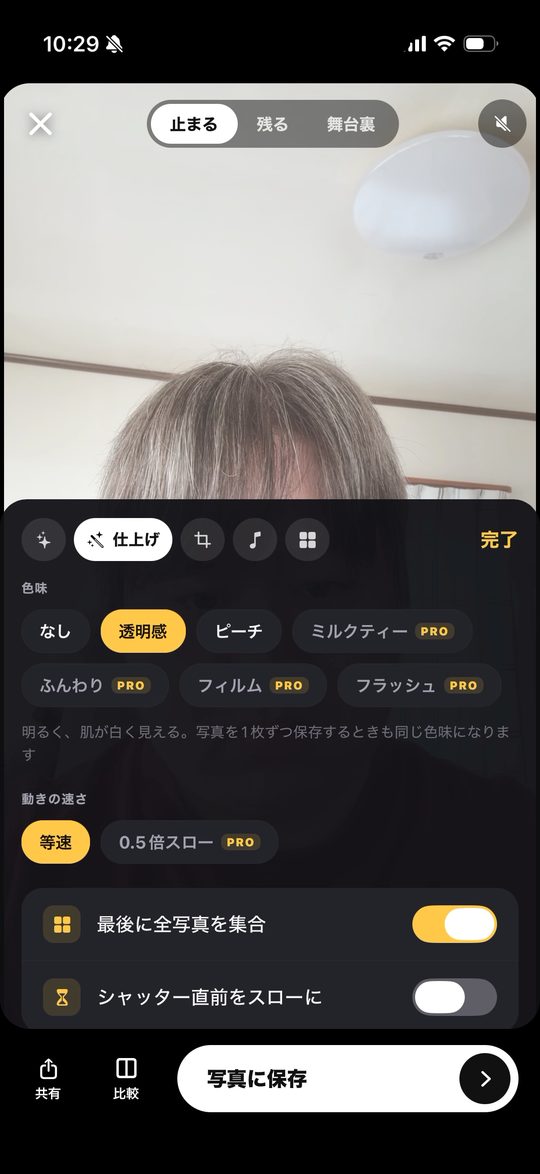 10:29
止まる 残る 舞台裏
仕上げ 完了
色味
なし 透明感 ピーチ ミルクティー PRO
ふんわり PRO フィルム PRO フラッシュ PRO
明るく、肌が白く見える。写真を1枚ずつ保存するときも同じ色味になりま
す
動きの速さ
等速 0.5倍スロー PRO
最後に全写真を集合
シャッター直前をスローに
共有 比較 写真に保存